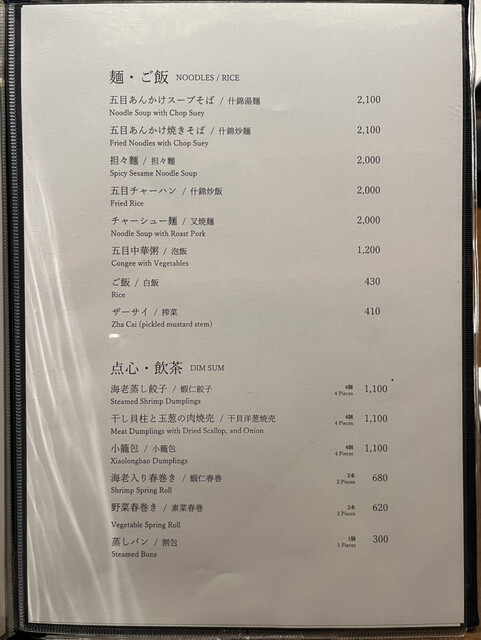 麺・ご飯 NOODLES / RICE
五目あんかけスープそば / 什錦湯麵 2,100
Noodle Soup with Chop Suey
五目あんかけ焼きそば / 什錦炒麵 2,100
Fried Noodles with Chop Suey
担々麺 / 担々麵 2,000
Spicy Sesame Noodle Soup
五目チャーハン / 什錦炒飯 2,000
Fried Rice
チャーシュー麺 / 叉焼麵 2,000
Noodle Soup with Roast Pork
五目中華粥 / 泡飯 1,200
Congee with Vegetables
ご飯 / 白飯 430
Rice
ザーサイ / 搾菜 410
Zha Cai (pickled mustard stem)
点心・飲茶 DIM SUM
海老蒸し餃子 / 蝦仁餃子 4個 4 Pieces 1,100
Steamed Shrimp Dumplings
干し貝柱と玉葱の肉焼売 / 干貝洋葱焼売 4個 4 Pieces 1,100
Meat Dumplings with Dried Scallop, and Onion
小籠包 / 小籠包 4個 4 Pieces 1,100
Xiaolongbao Dumplings
海老入り春巻き / 蝦仁春巻 2本 2 Pieces 680
Shrimp Spring Roll
野菜春巻き / 素菜春巻 2本 2 Pieces 620
Vegetable Spring Roll
蒸しパン / 割包 1個 1 Pieces 300
Steamed Buns